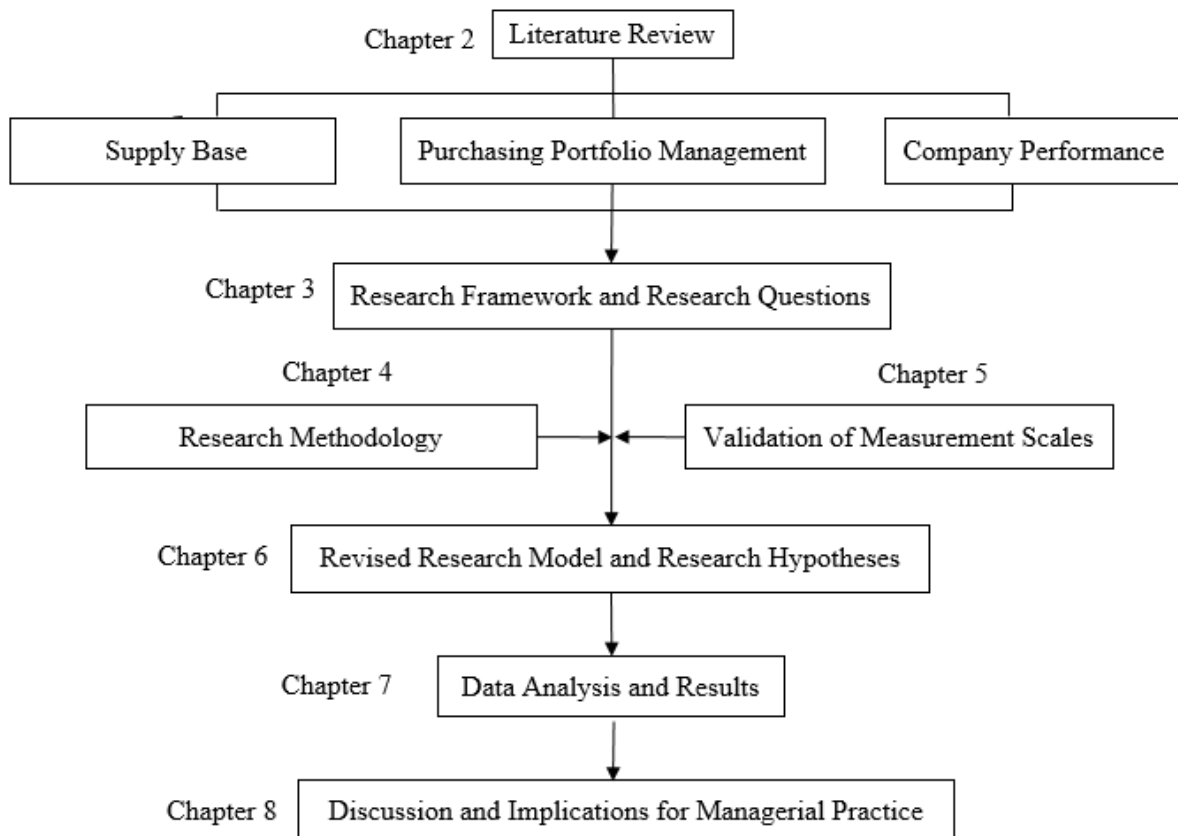 Chapter 2
Literature Review
Supply Base
Purchasing Portfolio Management
Company Performance
Chapter 3
Research Framework and Research Questions
Chapter 4
Chapter 5
Research Methodology
Validation of Measurement Scales
Chapter 6
Revised Research Model and Research Hypotheses
Chapter 7
Data Analysis and Results
Chapter 8
Discussion and Implications for Managerial Practice